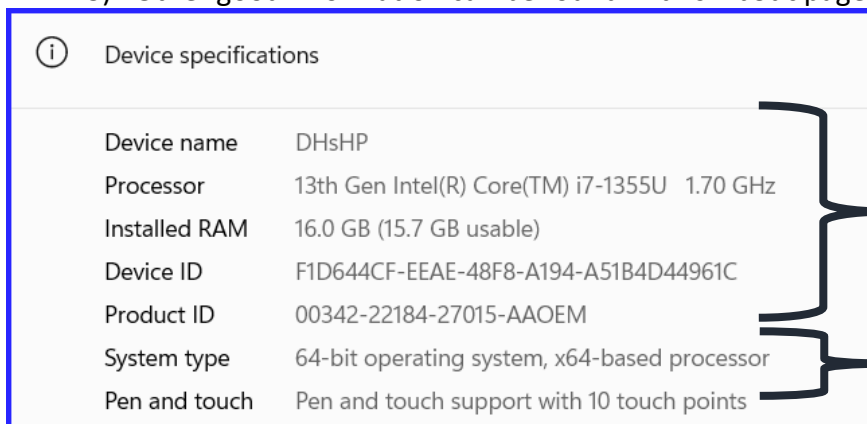 Device specifications
Device name DHsHP
Processor 13th Gen Intel(R) Core(TM) i7-1355U 1.70 GHz
Installed RAM 16.0 GB (15.7 GB usable)
Device ID F1D644CF-EEAE-48F8-A194-A51B4D44961C
Product ID 00342-22184-27015-AAOEM
System type 64-bit operating system, x64-based processor
Pen and touch Pen and touch support with 10 touch points